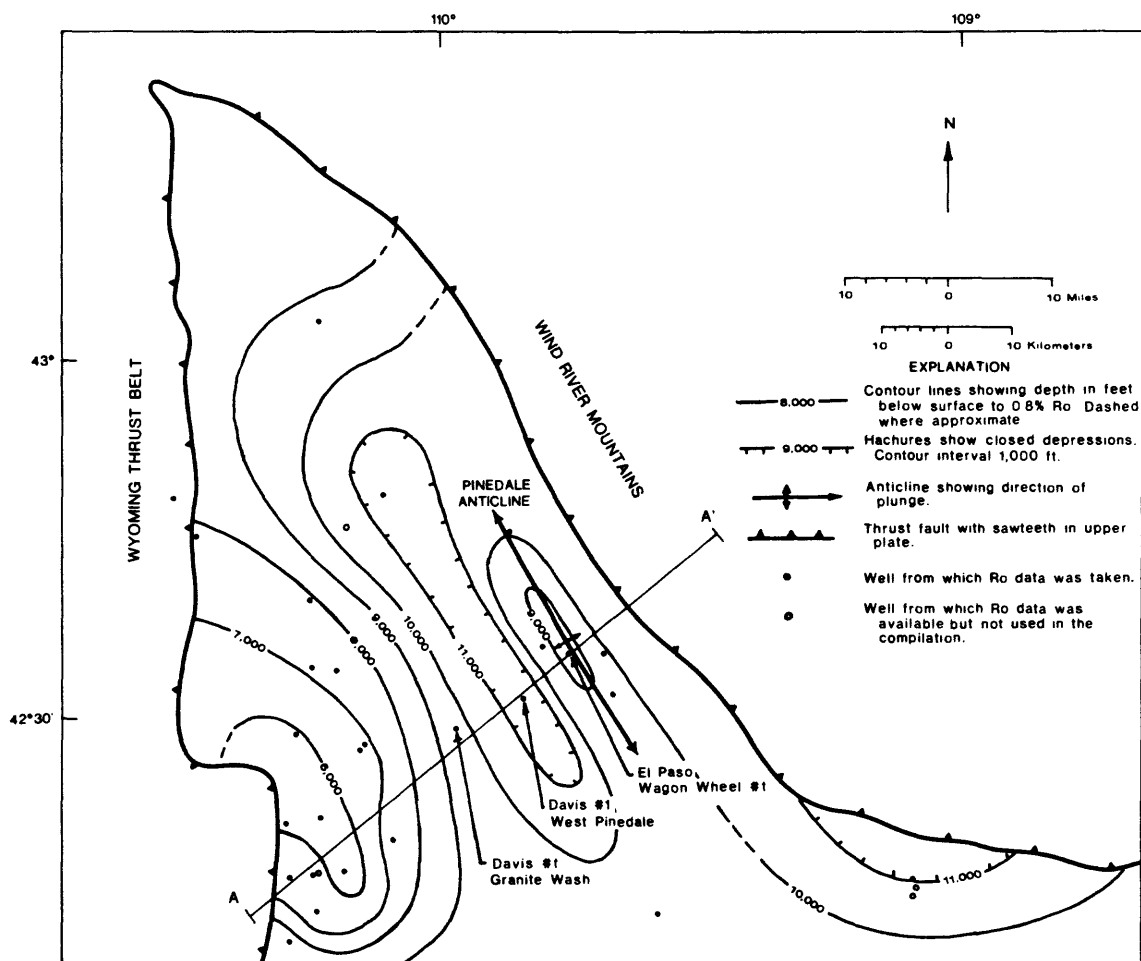 110°
109°
N
10 0 10 Miles
10 0 10 Kilometers
43°
WYOMING THRUST BELT
WIND RIVER MOUNTAINS
EXPLANATION
8,000
Contour lines showing depth in feet
below surface to 0.8% Ro Dashed
where approximate
9,000
Hachures show closed depressions.
Contour interval 1,000 ft.
Anticline showing direction of
plunge.
Thrust fault with sawteeth in upper
plate.
Well from which Ro data was taken.
Well from which Ro data was
available but not used in the
compilation.
PINEDALE
ANTICLINE
A'
9,000
10,000
9,000
11,000
7,000
42°30'
El Paso
Wagon Wheel #1
Davis #1
West Pinedale
Davis #1
Granite Wash
A
10,000
11,000